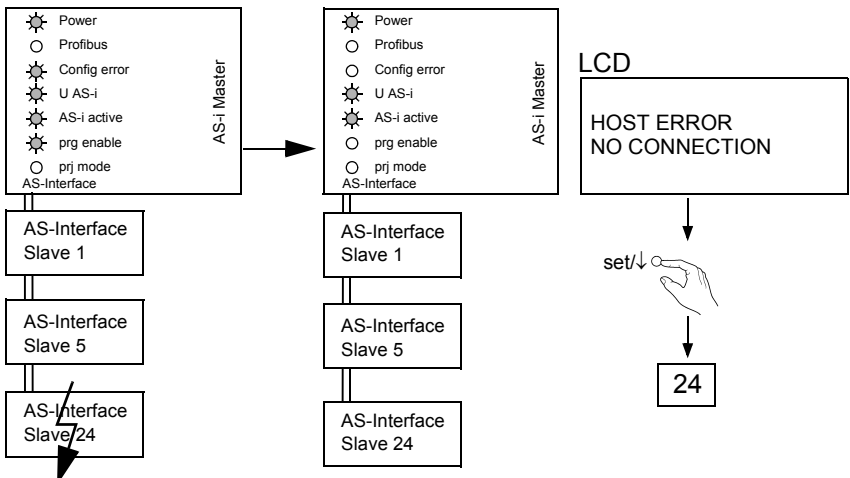 Power
Profibus
Config error
U AS-i
AS-i active
prg enable
prj mode
AS-Interface
AS-i Master
AS-Interface
Slave 1
AS-Interface
Slave 5
AS-Interface
Slave 24
Power
Profibus
Config error
U AS-i
AS-i active
prg enable
prj mode
AS-Interface
AS-i Master
AS-Interface
Slave 1
AS-Interface
Slave 5
AS-Interface
Slave 24
LCD
HOST ERROR
NO CONNECTION
set/↓
24